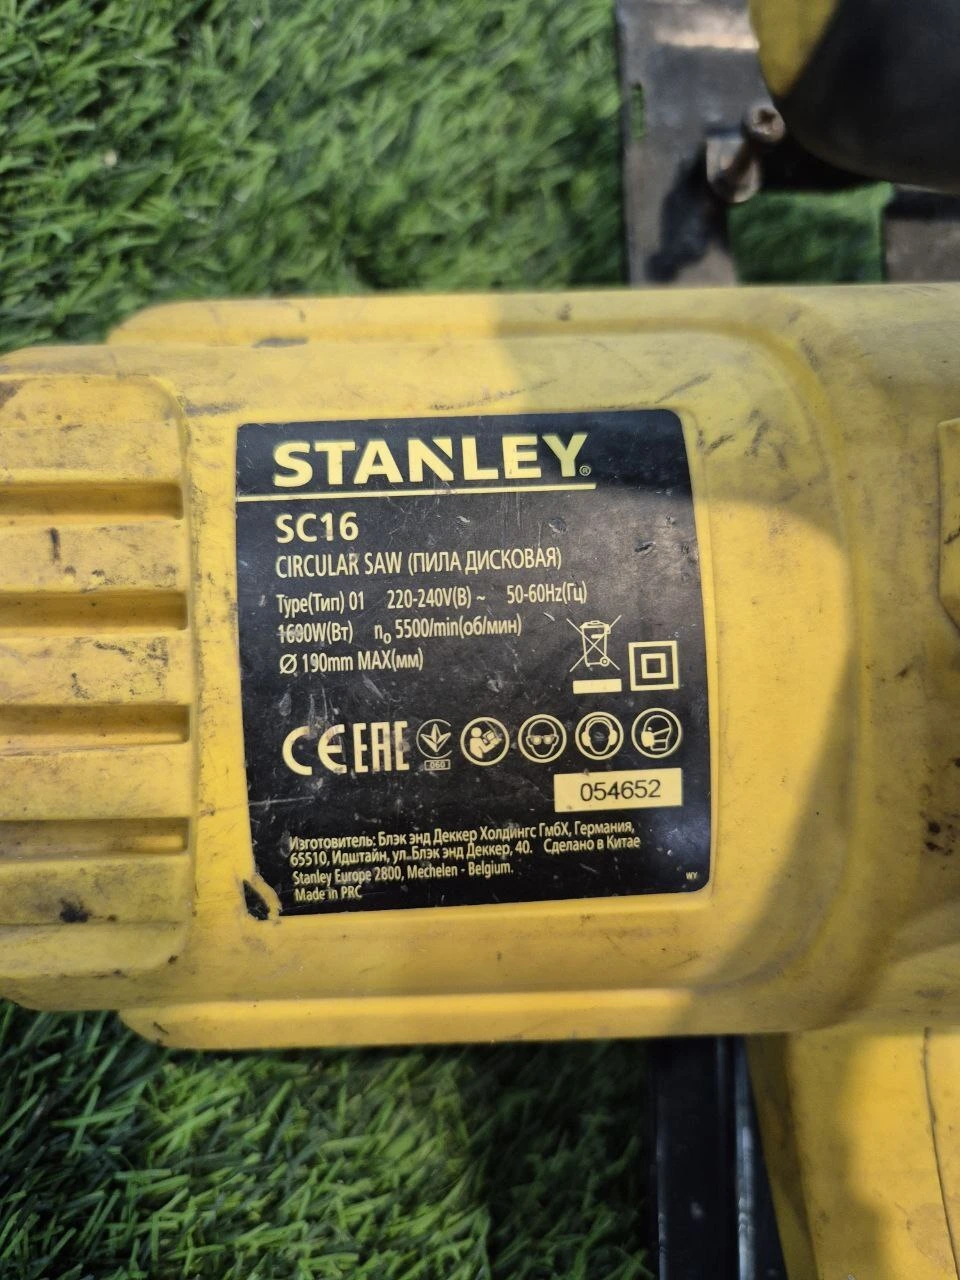 STANLEY®
SC16
CIRCULAR SAW (ПИЛА ДИСКОВАЯ)
Type(Тип) 01 220-240V(В) ~ 50-60Hz(Гц)
1600W(Вт) n₀ 5500/min(об/мин)
Ø 190mm MAX(мм)
CE EAC
060
054652
Изготовитель: Блэк энд Деккер Холдингс ГмбХ, Германия,
65510, Идштайн, ул. Блэк энд Деккер, 40. Сделано в Китае
Stanley Europe 2800, Mechelen - Belgium.
Made in PRC
WY